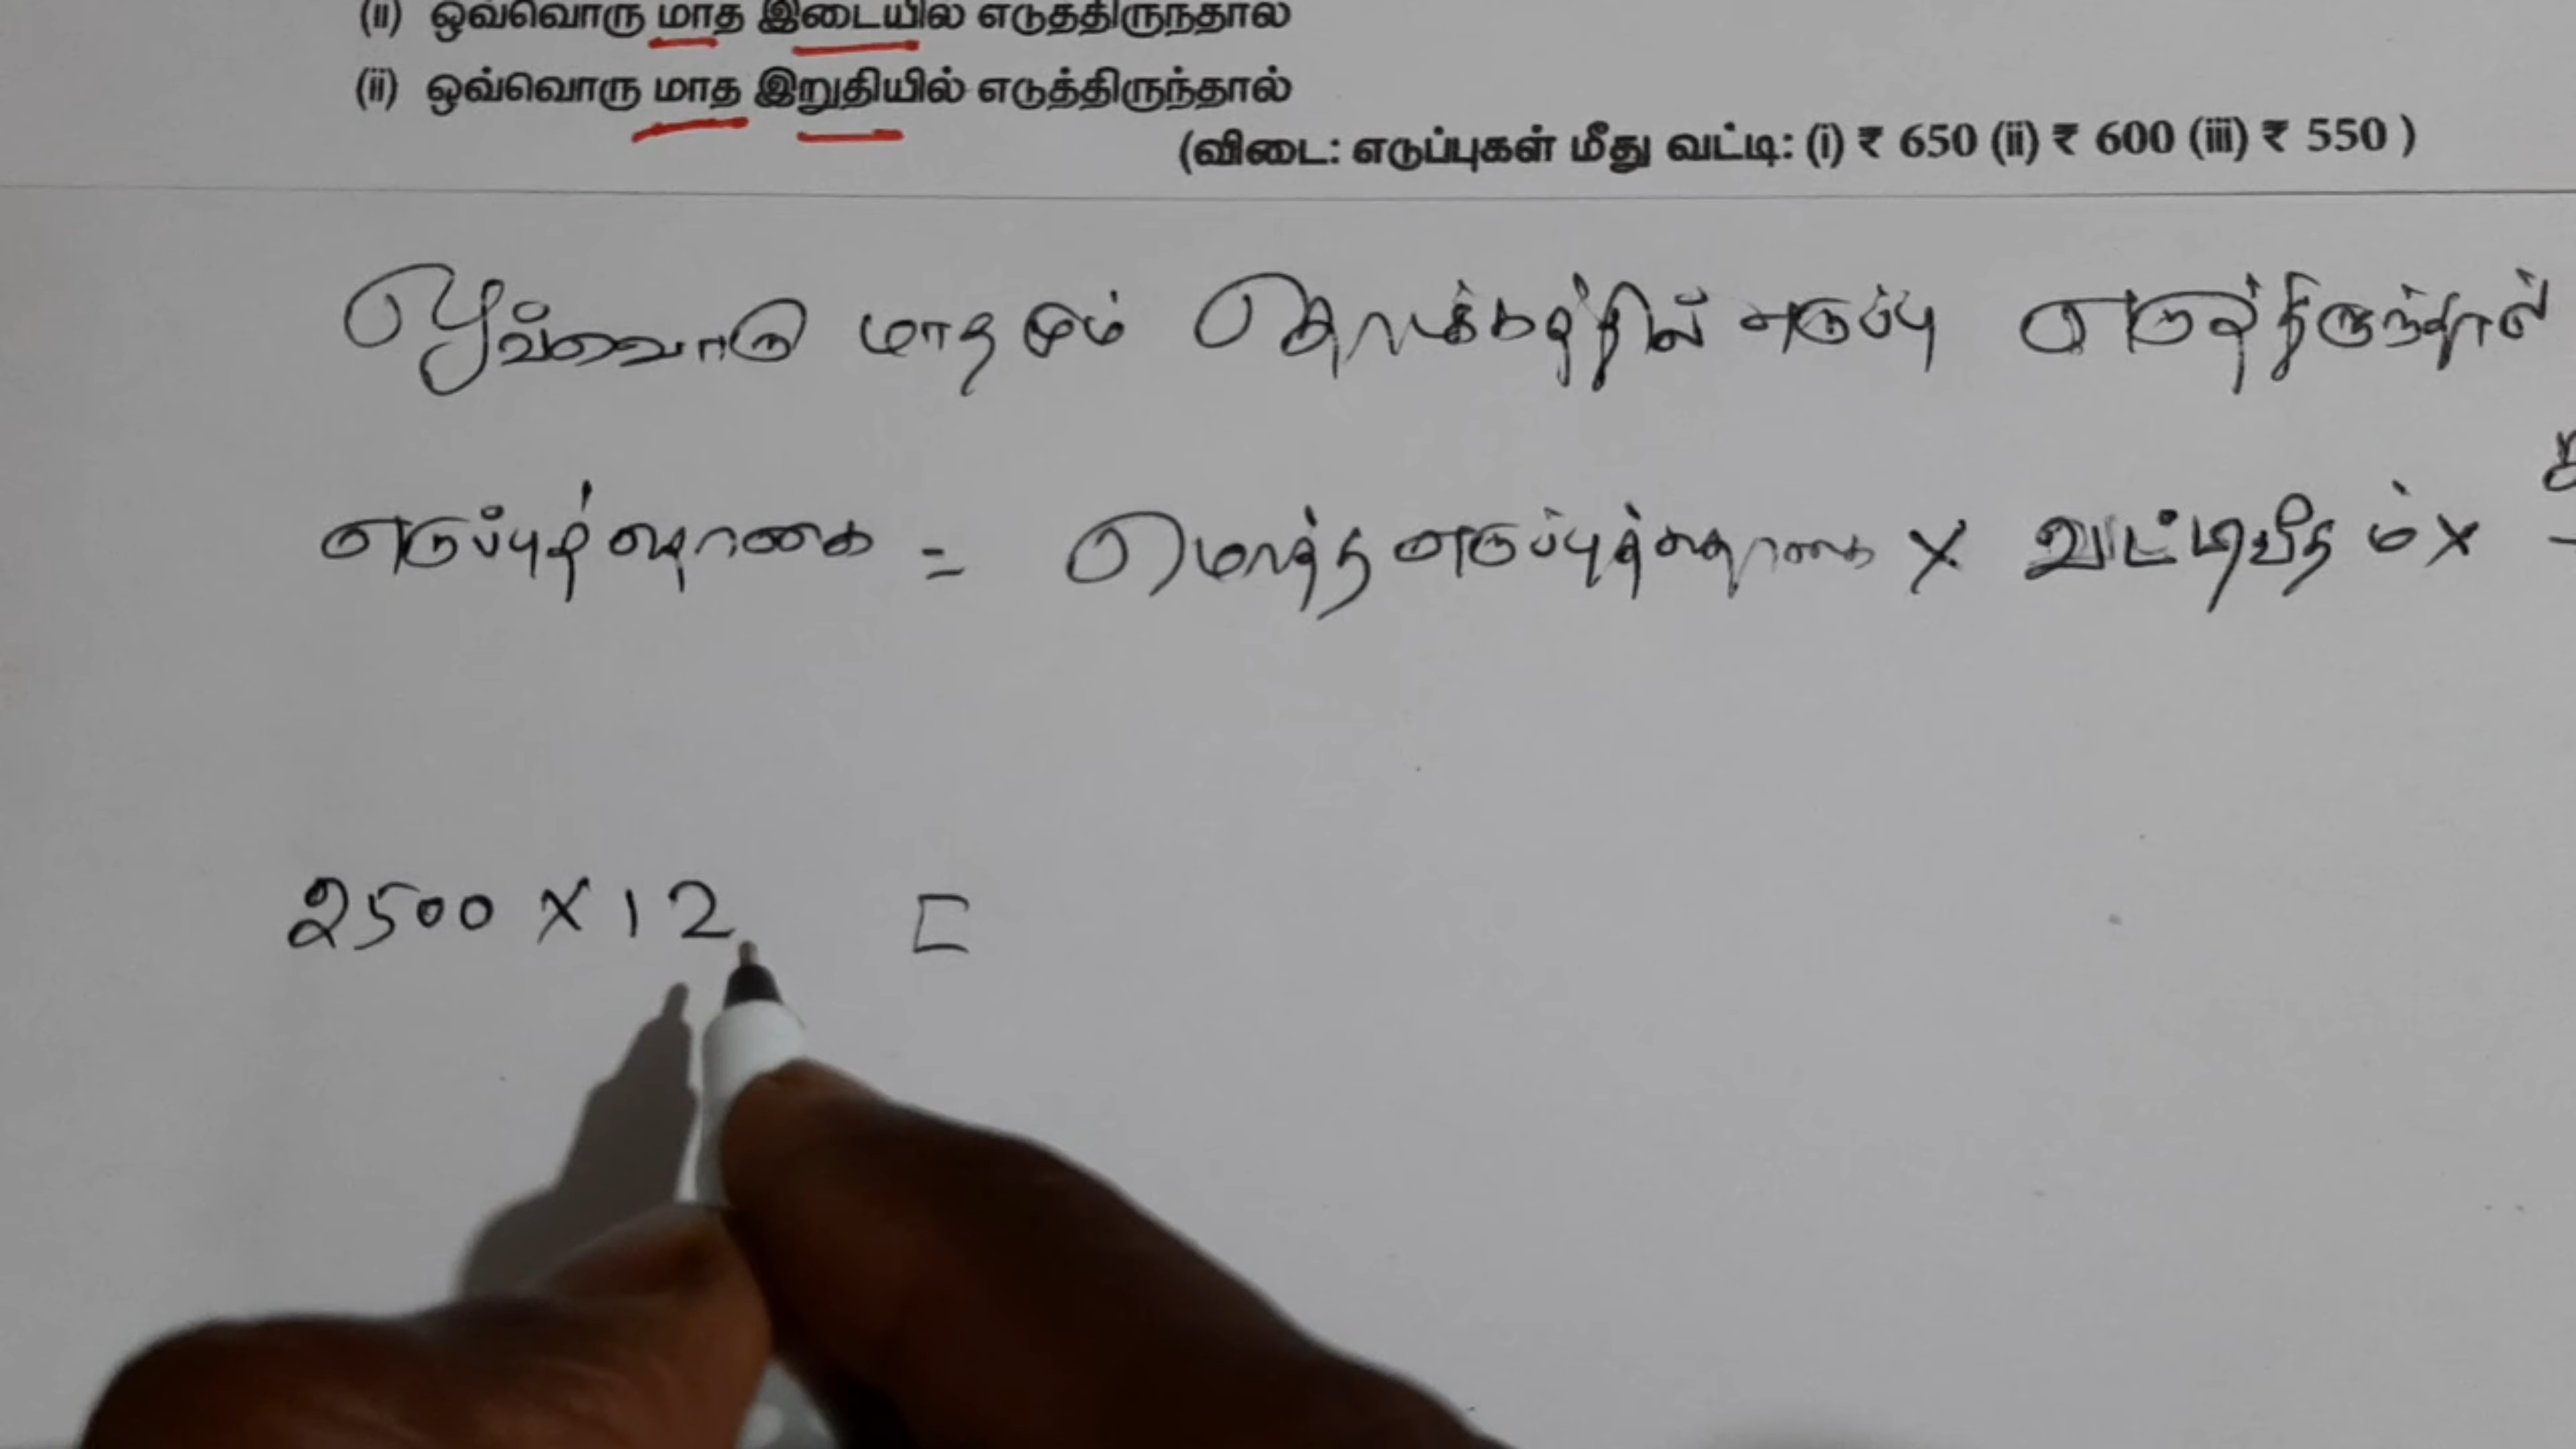 (ii) ஒவ்வொரு மாத இடையில் எடுத்திருந்தால்
(ii) ஒவ்வொரு மாத இறுதியில் எடுத்திருந்தால்
(விடை: எடுப்புகள் மீது வட்டி: (i) ₹ 650 (ii) ₹ 600 (iii) ₹ 550 )
ஒவ்வொரு மாதமும் தொடக்கத்தில் எடுப்பு எடுத்திருந்தால்
எடுப்புத் தொகை = மொத்த எடுப்புத்தொகை × வட்டிவீதம் ×
2500 × 12 =